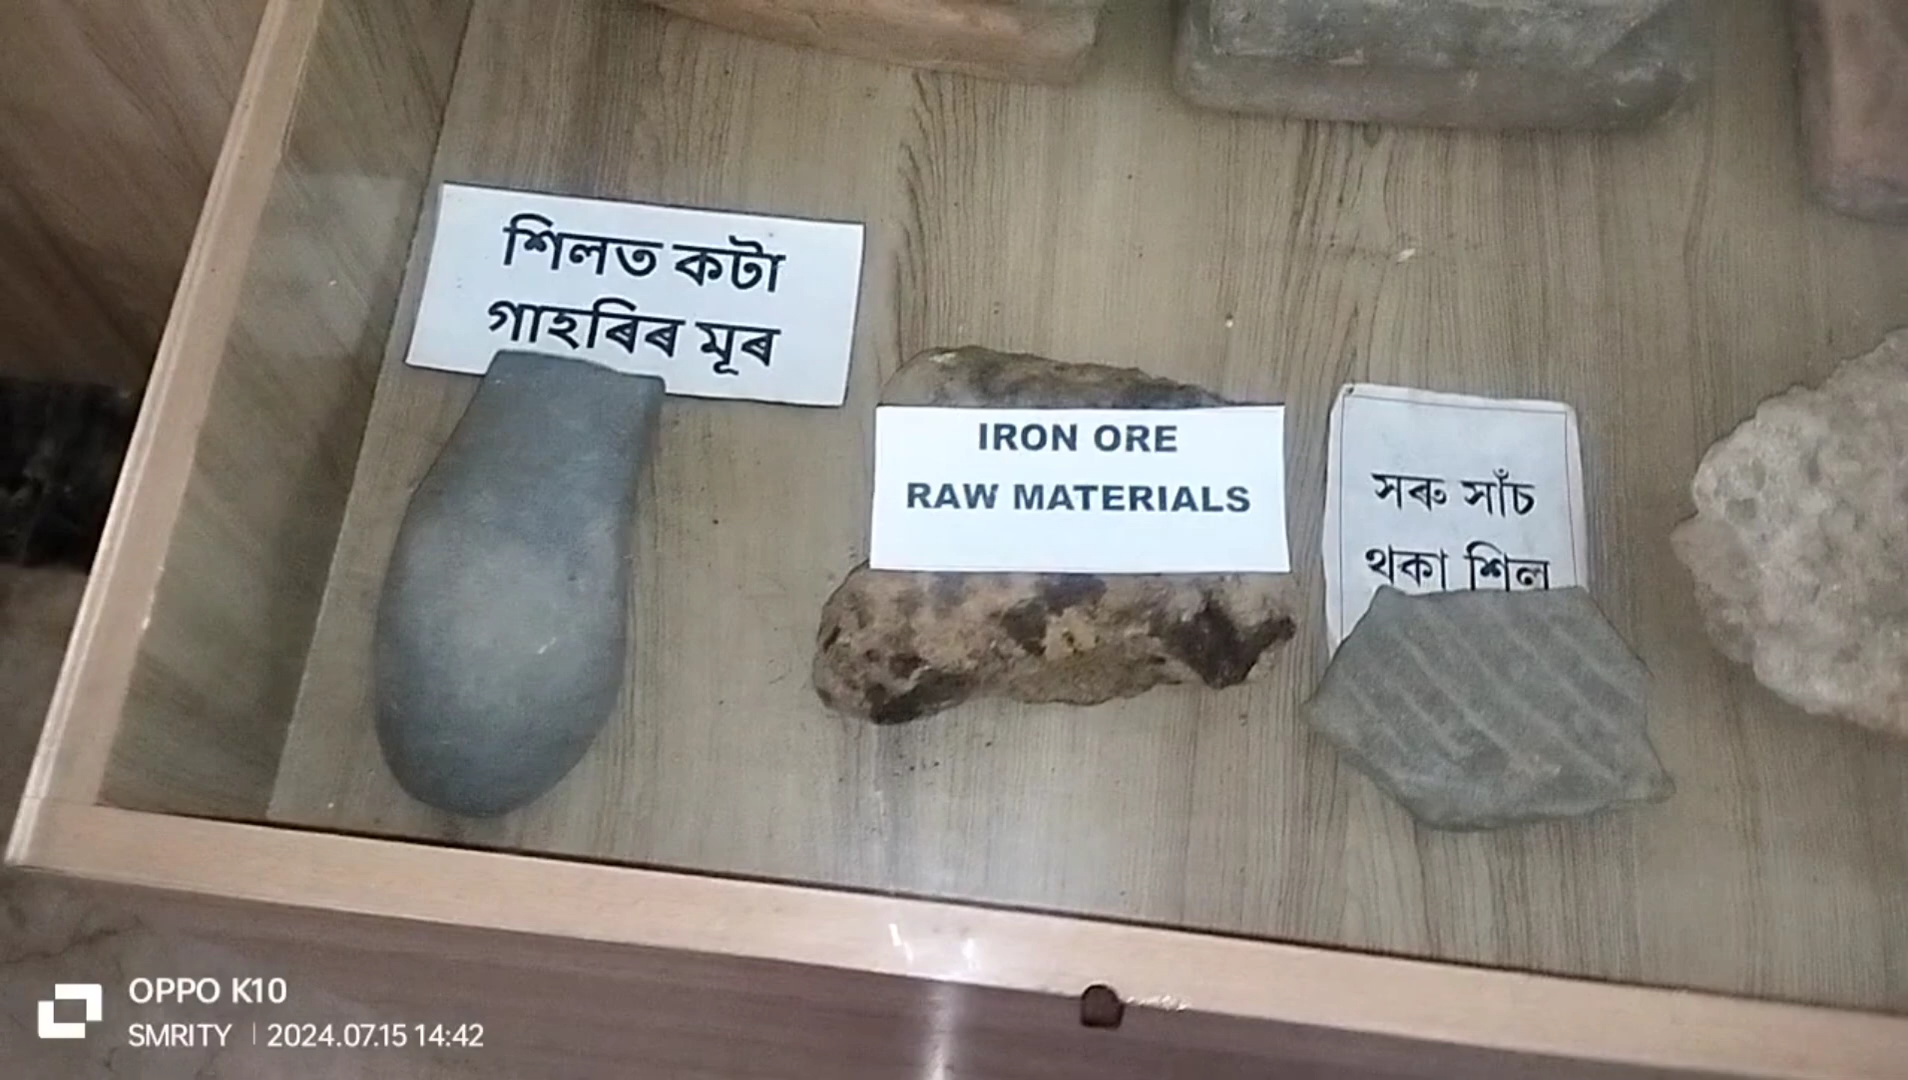 শিলত কটা
গাহৰিৰ মূৰ
IRON ORE
RAW MATERIALS
সৰু সাঁচ
থকা শিল
OPPO K10
SMRITY | 2024.07.15 14:42